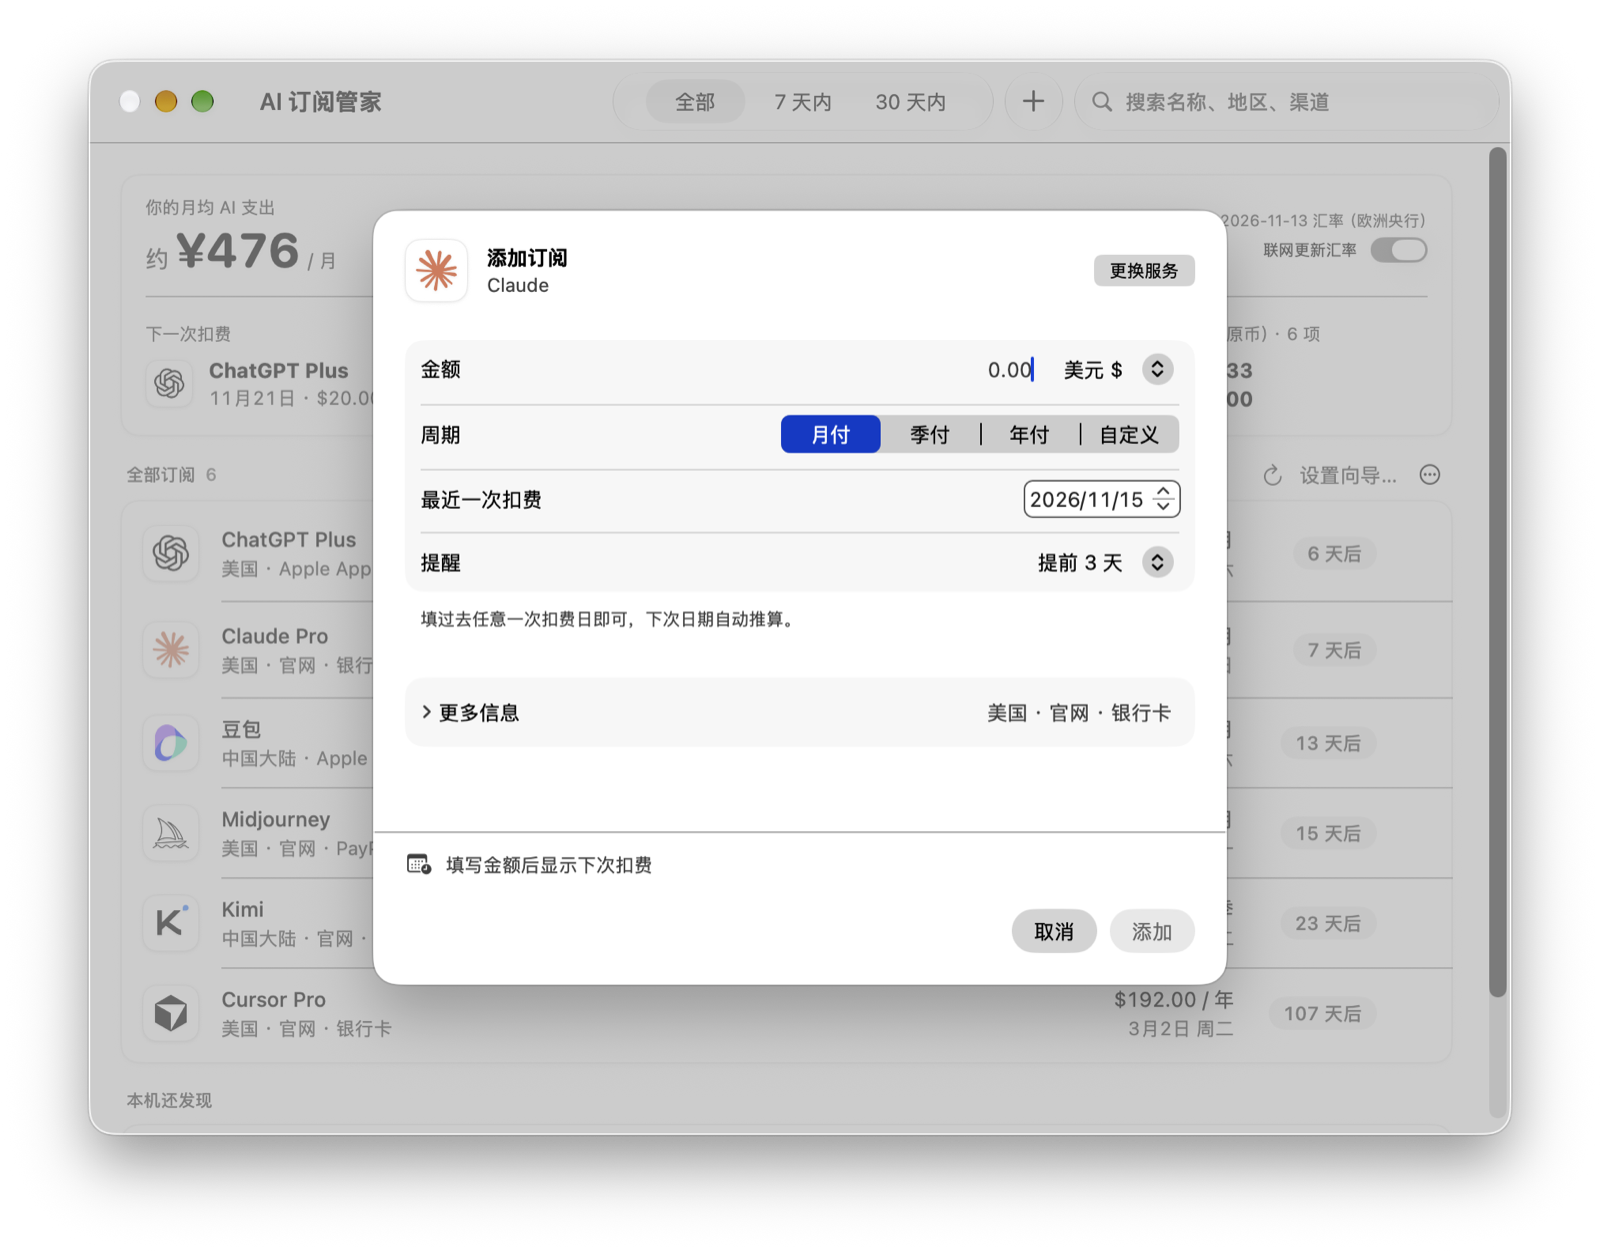 AI 订阅管家
全部
7 天内
30 天内
搜索名称、地区、渠道
你的月均 AI 支出
约 ¥476 / 月
2026-11-13 汇率 (欧洲央行)
联网更新汇率
下一次扣费
ChatGPT Plus
11月21日 · $20.0
原币) · 6 项
33
00
全部订阅 6
设置向导...
ChatGPT Plus
美国 · Apple App
6 天后
Claude Pro
美国 · 官网 · 银行
7 天后
豆包
中国大陆 · Apple
13 天后
Midjourney
美国 · 官网 · Pay
15 天后
Kimi
中国大陆 · 官网 ·
23 天后
Cursor Pro
美国 · 官网 · 银行卡
$192.00 / 年
3月2日 周二
107 天后
本机还发现
添加订阅
Claude
更换服务
金额
0.00
美元 $
周期
月付
季付
年付
自定义
最近一次扣费
2026/11/15
提醒
提前 3 天
填过去任意一次扣费日即可，下次日期自动推算。
更多信息
美国 · 官网 · 银行卡
填写金额后显示下次扣费
取消
添加